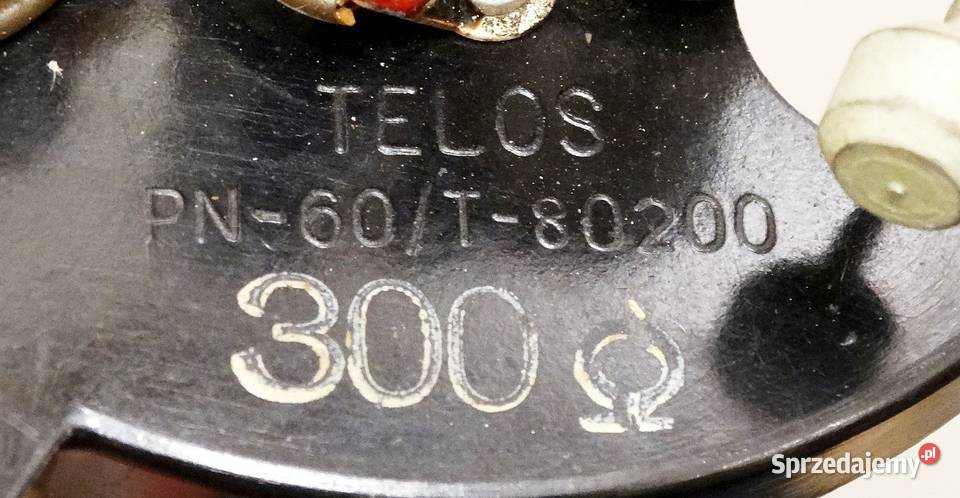 TELOS
PN-60/T-80200
300 Ω
Sprzedajemy.pl